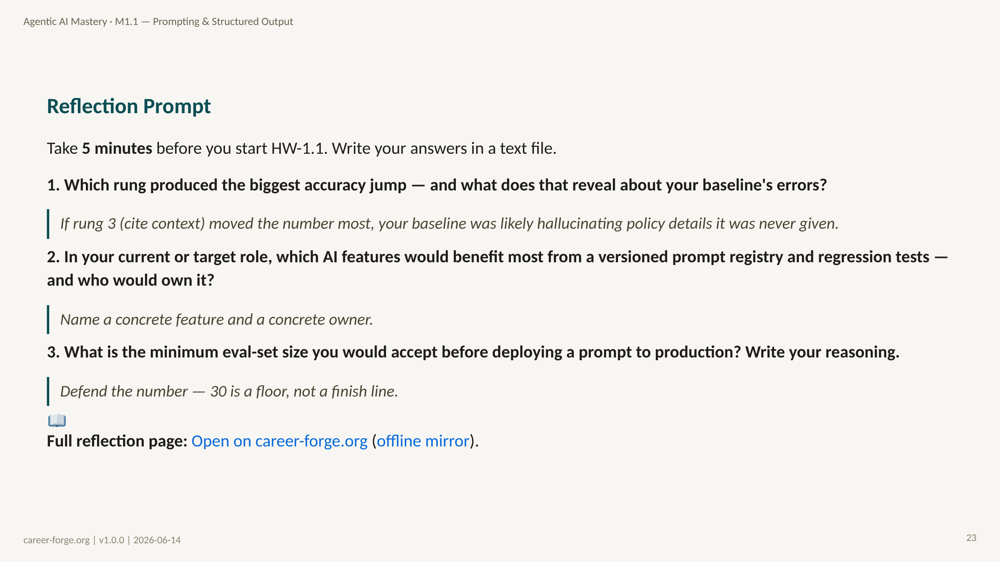 Agentic AI Mastery · M1.1 — Prompting & Structured Output
Reflection Prompt
Take 5 minutes before you start HW-1.1. Write your answers in a text file.
1. Which rung produced the biggest accuracy jump — and what does that reveal about your baseline's errors?
If rung 3 (cite context) moved the number most, your baseline was likely hallucinating policy details it was never given.
2. In your current or target role, which AI features would benefit most from a versioned prompt registry and regression tests —
and who would own it?
Name a concrete feature and a concrete owner.
3. What is the minimum eval-set size you would accept before deploying a prompt to production? Write your reasoning.
Defend the number — 30 is a floor, not a finish line.
Full reflection page: Open on career-forge.org (offline mirror).
career-forge.org | v1.0.0 | 2026-06-14
23